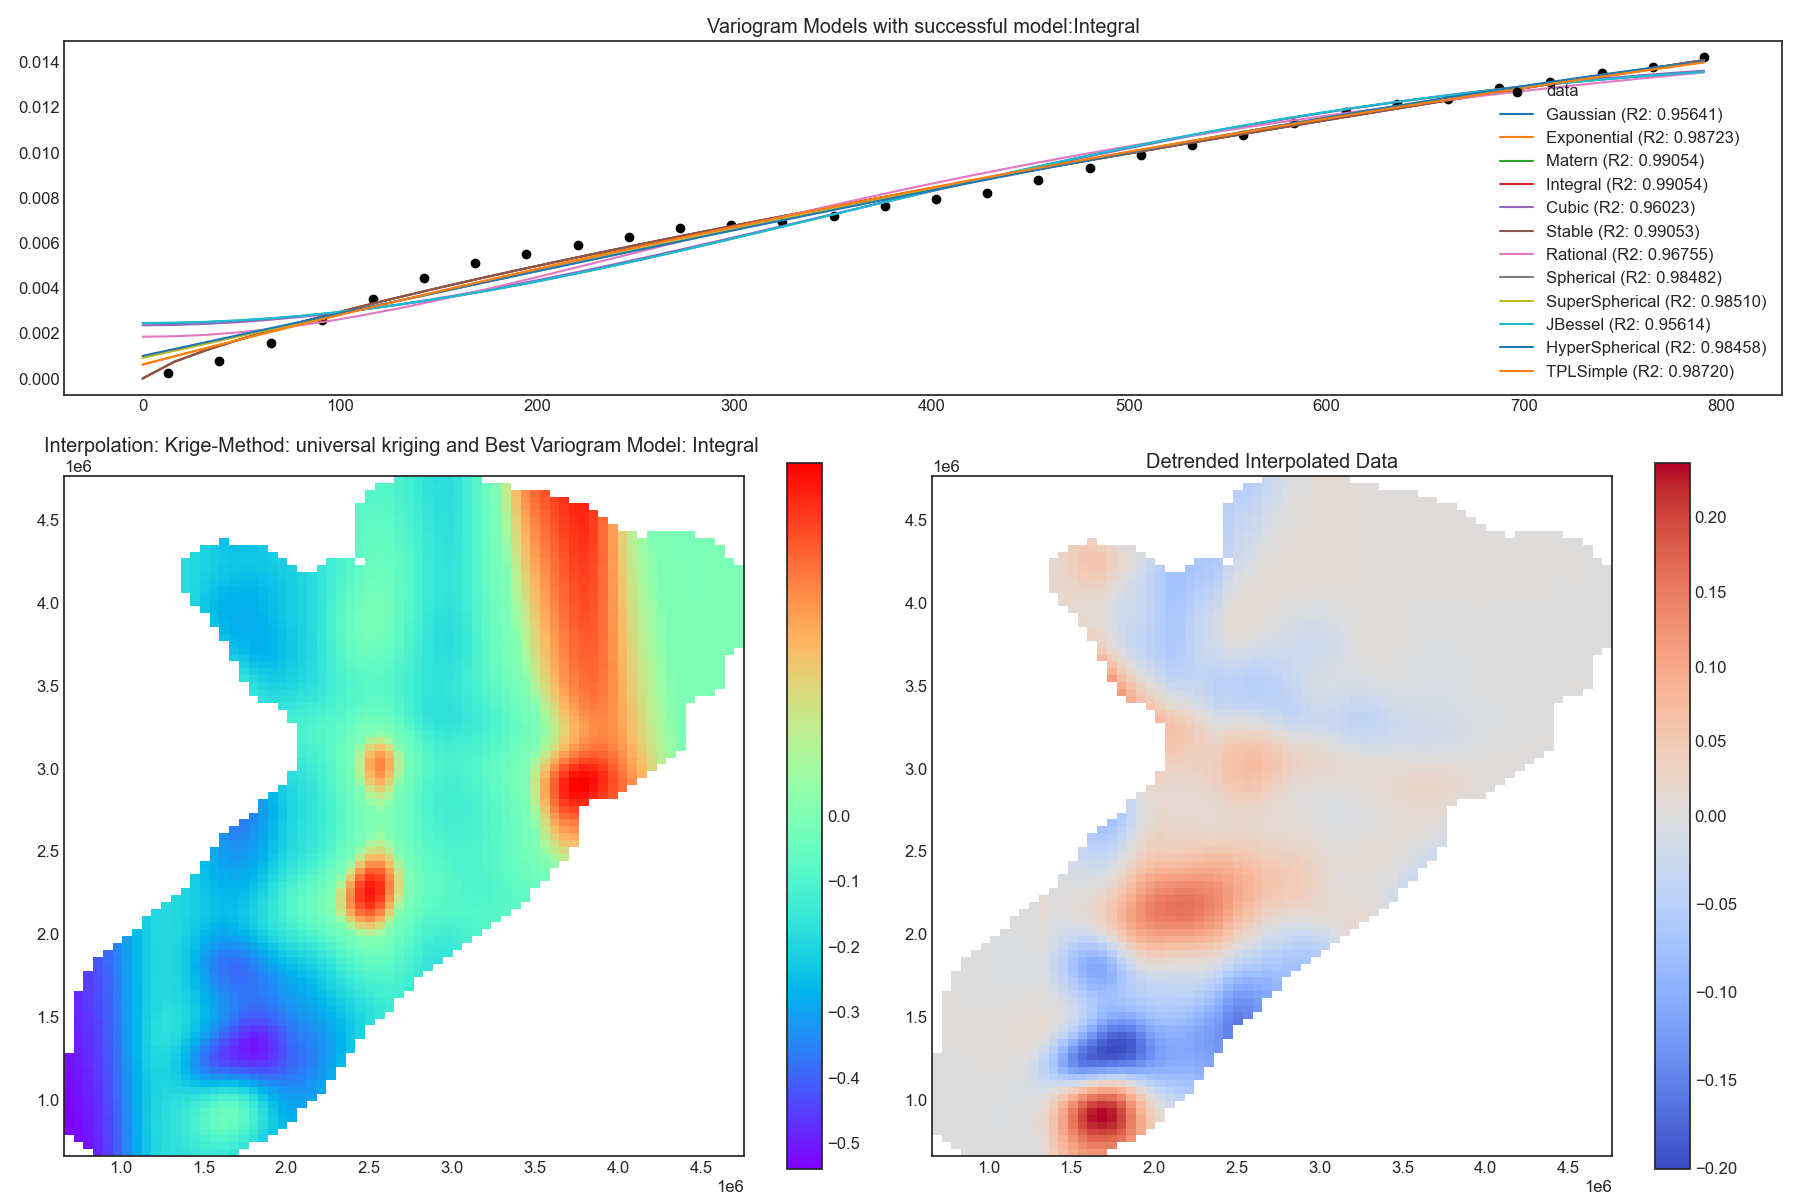 Variogram Models with successful model:Integral
0.014
0.012
0.010
0.008
0.006
0.004
0.002
0.000
data
Gaussian (R2: 0.95641)
Exponential (R2: 0.98723)
Matern (R2: 0.99054)
Integral (R2: 0.99054)
Cubic (R2: 0.96023)
Stable (R2: 0.99053)
Rational (R2: 0.96755)
Spherical (R2: 0.98482)
SuperSpherical (R2: 0.98510)
JBessel (R2: 0.95614)
HyperSpherical (R2: 0.98458)
TPLSimple (R2: 0.98720)
0 100 200 300 400 500 600 700 800
Interpolation: Krige-Method: universal kriging and Best Variogram Model: Integral
1e6
4.5
4.0
3.5
3.0
2.5
2.0
1.5
1.0
1.0 1.5 2.0 2.5 3.0 3.5 4.0 4.5
1e6
0.0
−0.1
−0.2
−0.3
−0.4
−0.5
Detrended Interpolated Data
1e6
4.5
4.0
3.5
3.0
2.5
2.0
1.5
1.0
1.0 1.5 2.0 2.5 3.0 3.5 4.0 4.5
1e6
0.20
0.15
0.10
0.05
0.00
−0.05
−0.10
−0.15
−0.20